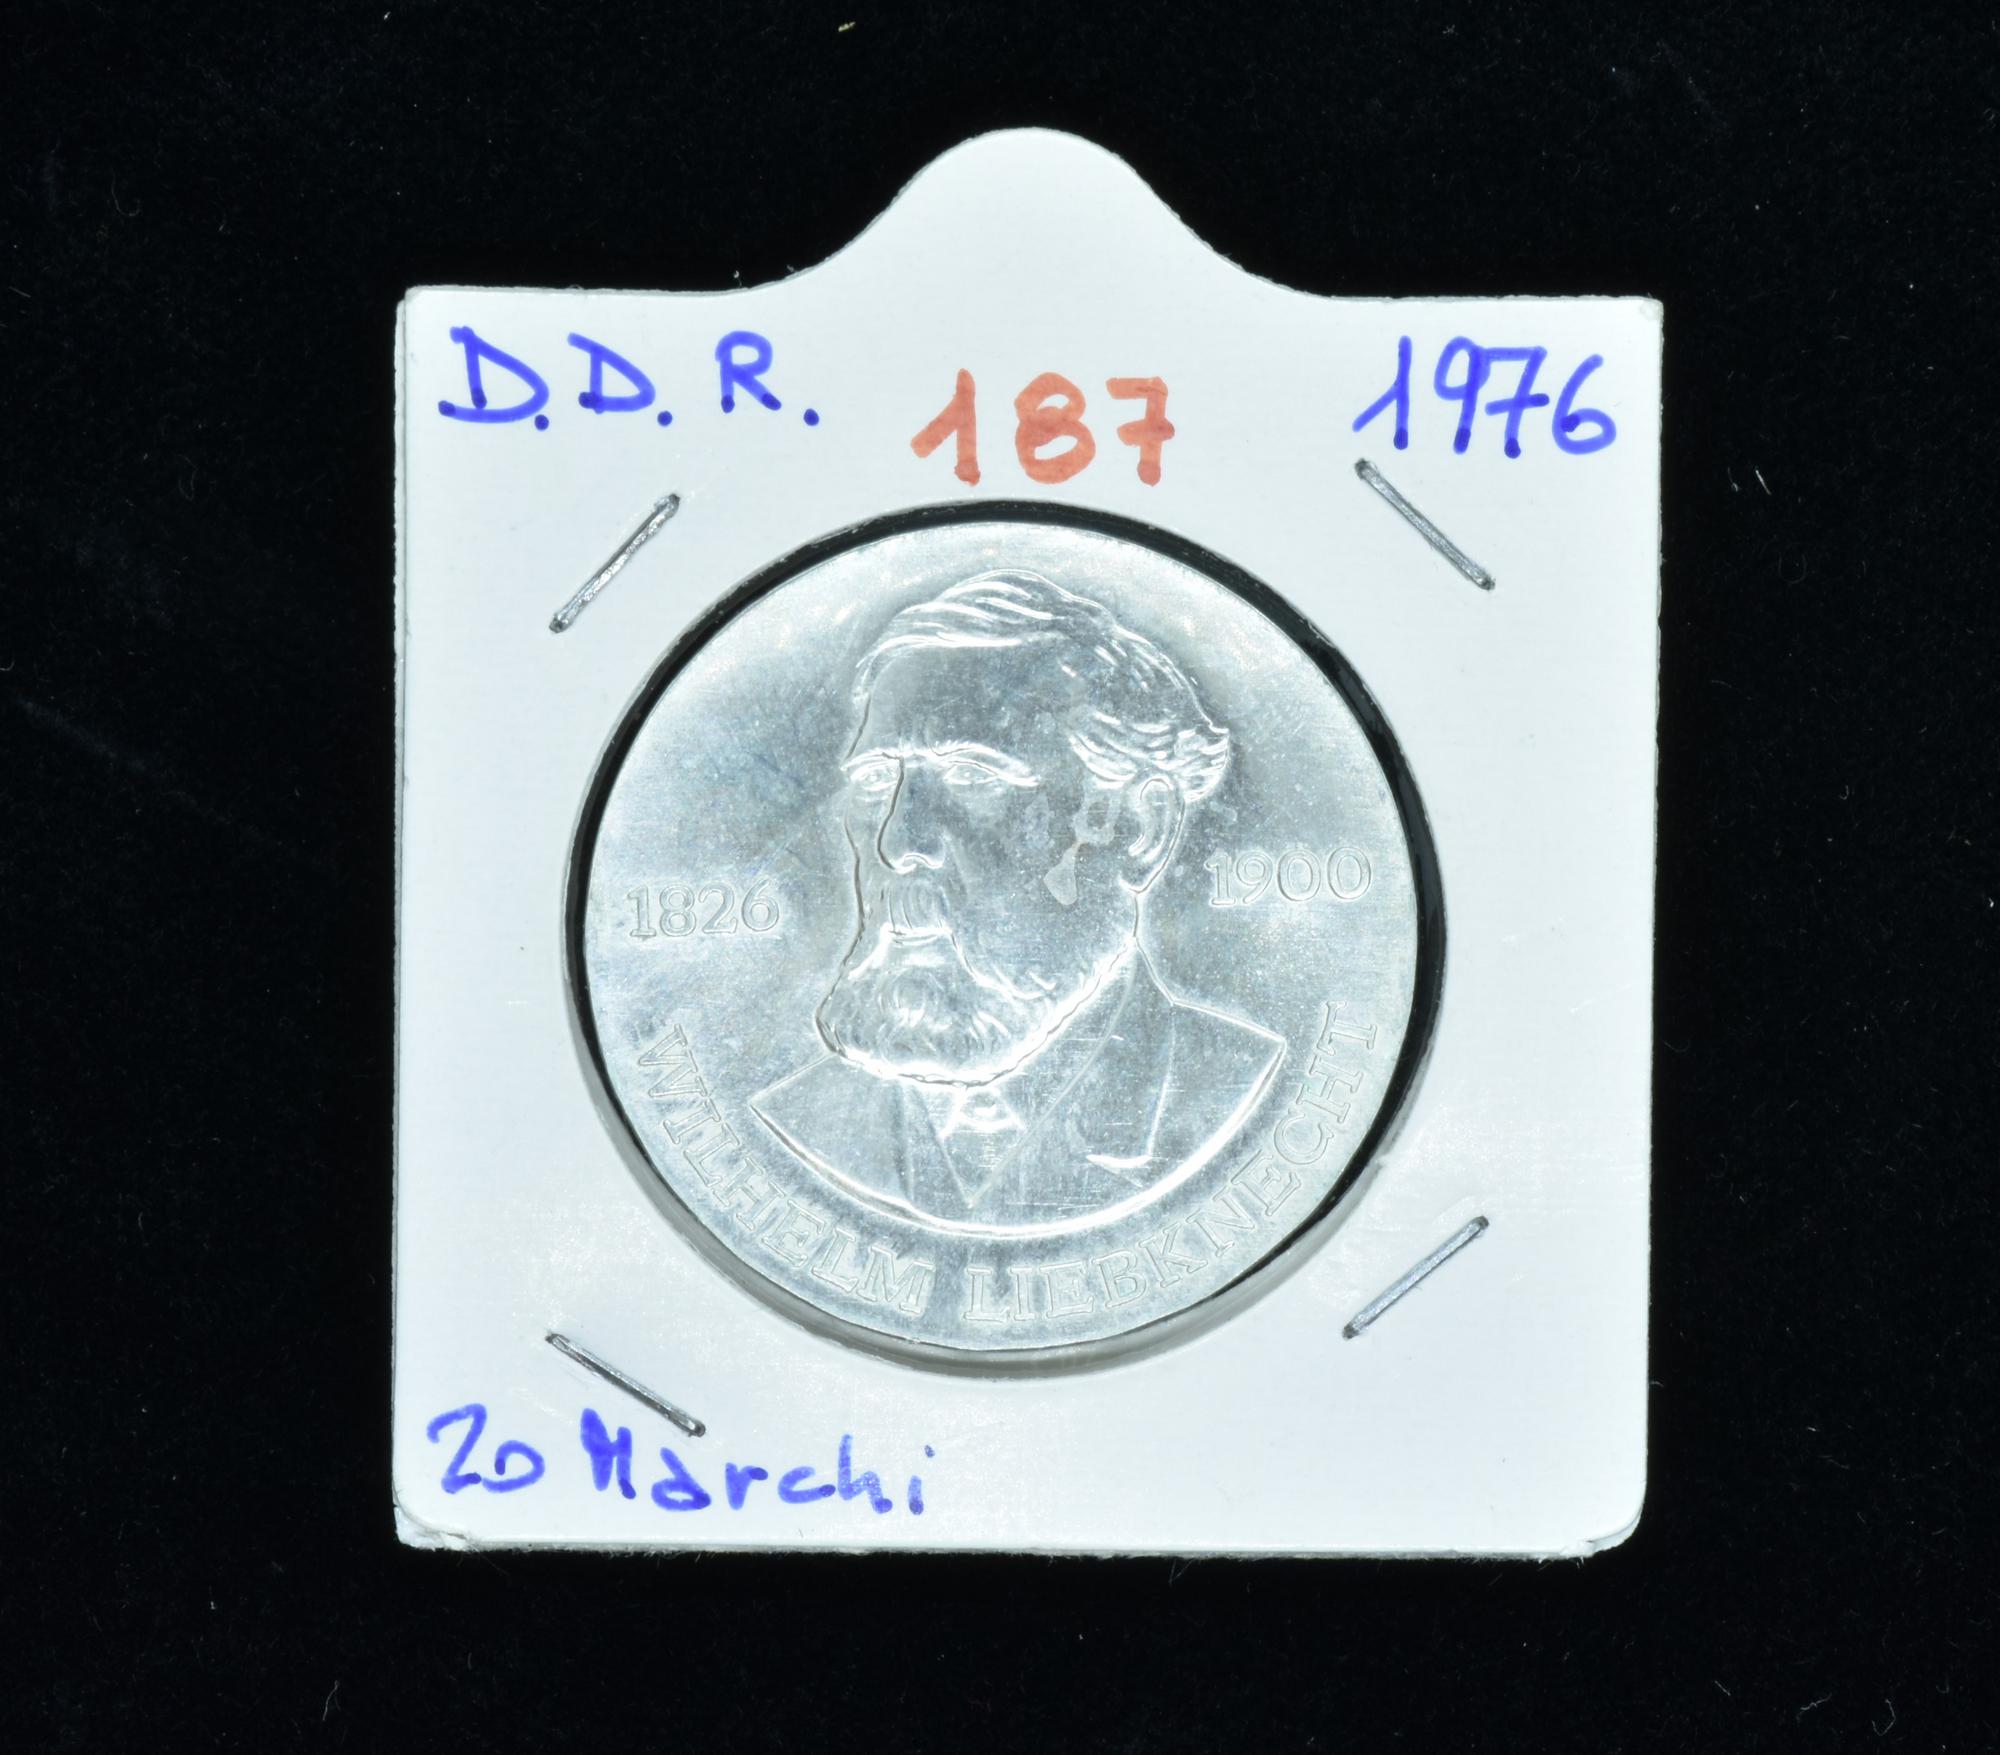 D.D.R.
187
1976
1826
1900
WILHELM LIEBKNECHT
20 Marchi